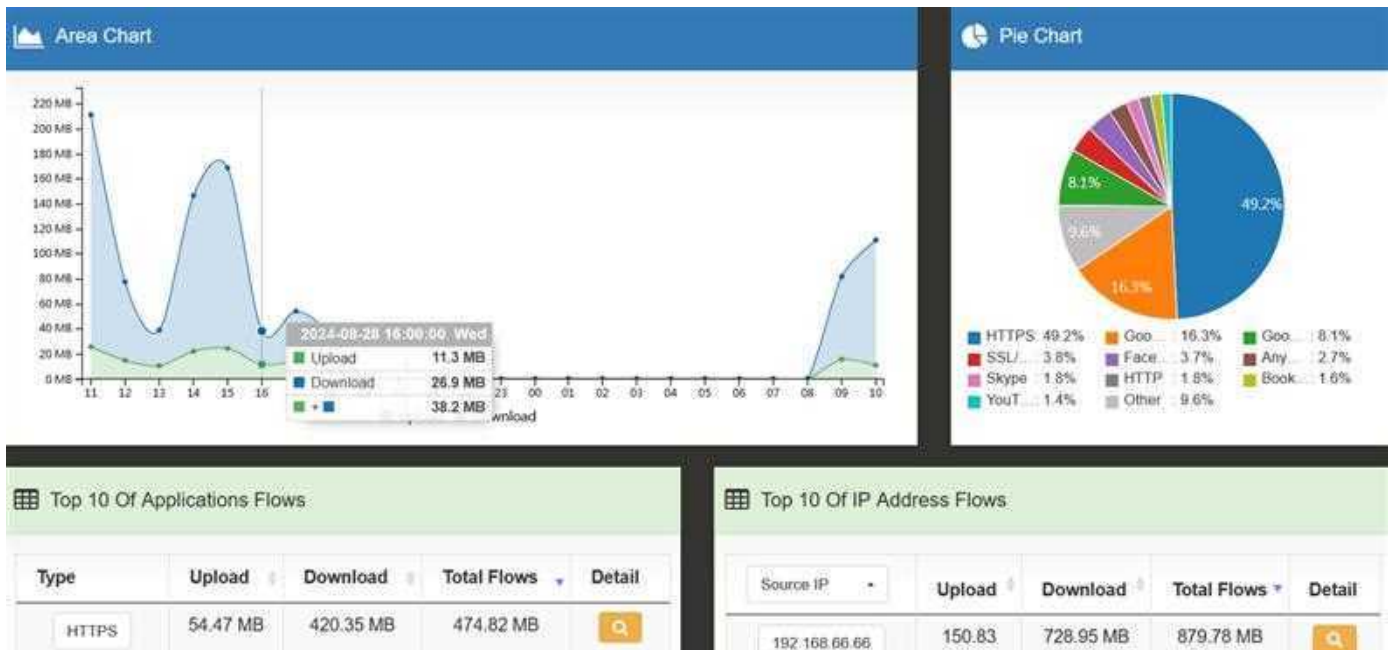 Area Chart
220 MB
200 MB
180 MB
160 MB
140 MB
120 MB
100 MB
80 MB
60 MB
40 MB
20 MB
0 MB
11 12 13 14 15 16 23 00 01 02 03 04 05 06 07 08 09 10
2024-08-28 16:00:00, Wed
Upload 11.3 MB
Download 26.9 MB
+ 38.2 MB
wnload
Pie Chart
8.1%
49.2%
9.6%
16.3%
HTTPS: 49.2% Goo... : 16.3% Goo... : 8.1%
SSL/... : 3.8% Face... : 3.7% Any... : 2.7%
Skype : 1.8% HTTP : 1.8% Book... : 1.6%
YouT... : 1.4% Other : 9.6%
Top 10 Of Applications Flows
Type Upload Download Total Flows Detail
HTTPS 54.47 MB 420.35 MB 474.82 MB
Top 10 Of IP Address Flows
Source IP Upload Download Total Flows Detail
192.168.66.66 150.83 728.95 MB 879.78 MB